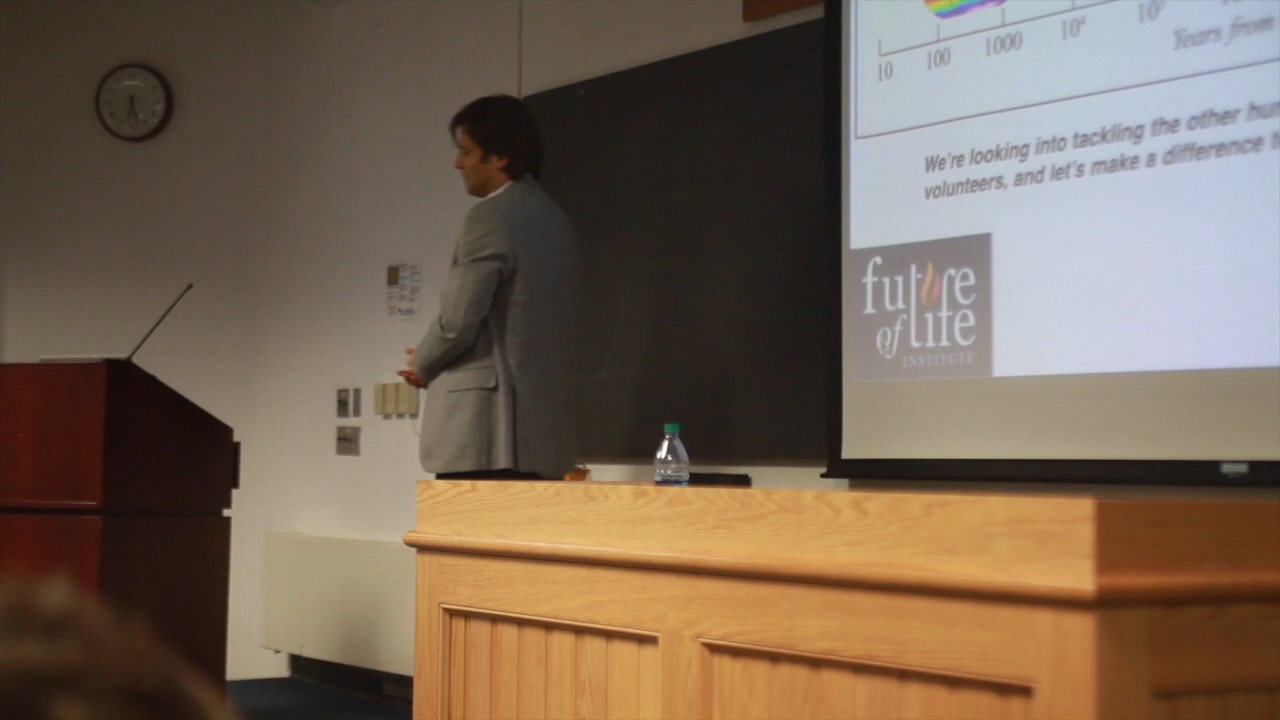 10 100 1000 10⁴
Years from
We're looking into tackling the other
volunteers, and let's make a difference
future
of life
INSTITUTE